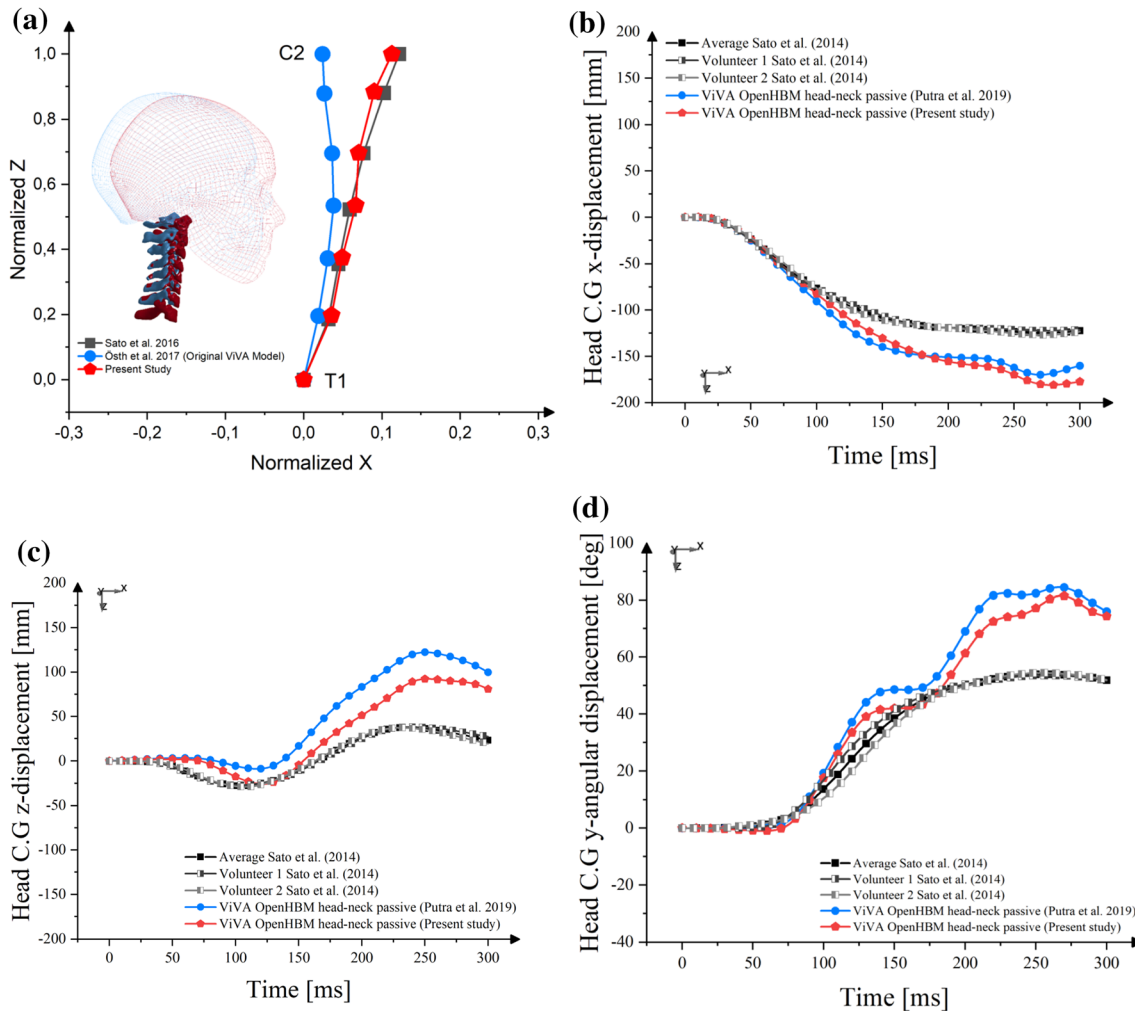 (a)
Normalized Z
1,0
0,8
0,6
0,4
0,2
0,0
C2
T1
Sato et al. 2016
Östh et al. 2017 (Original ViVA Model)
Present Study
-0,3
-0,2
-0,1
0,0
0,1
0,2
0,3
Normalized X
(b)
Head C.G x-displacement [mm]
200
150
100
50
0
-50
-100
-150
-200
Average Sato et al. (2014)
Volunteer 1 Sato et al. (2014)
Volunteer 2 Sato et al. (2014)
ViVA OpenHBM head-neck passive (Putra et al. 2019)
ViVA OpenHBM head-neck passive (Present study)
Y
X
Z
0
50
100
150
200
250
300
Time [ms]
(c)
Head C.G z-displacement [mm]
200
150
100
50
0
-50
-100
-150
-200
Y
X
Z
Average Sato et al. (2014)
Volunteer 1 Sato et al. (2014)
Volunteer 2 Sato et al. (2014)
ViVA OpenHBM head-neck passive (Putra et al. 2019)
ViVA OpenHBM head-neck passive (Present study)
0
50
100
150
200
250
300
Time [ms]
(d)
Head C.G y-angular displacement [deg]
100
80
60
40
20
0
-20
-40
Y
X
Z
Average Sato et al. (2014)
Volunteer 1 Sato et al. (2014)
Volunteer 2 Sato et al. (2014)
ViVA OpenHBM head-neck passive (Putra et al. 2019)
ViVA OpenHBM head-neck passive (Present study)
0
50
100
150
200
250
300
Time [ms]